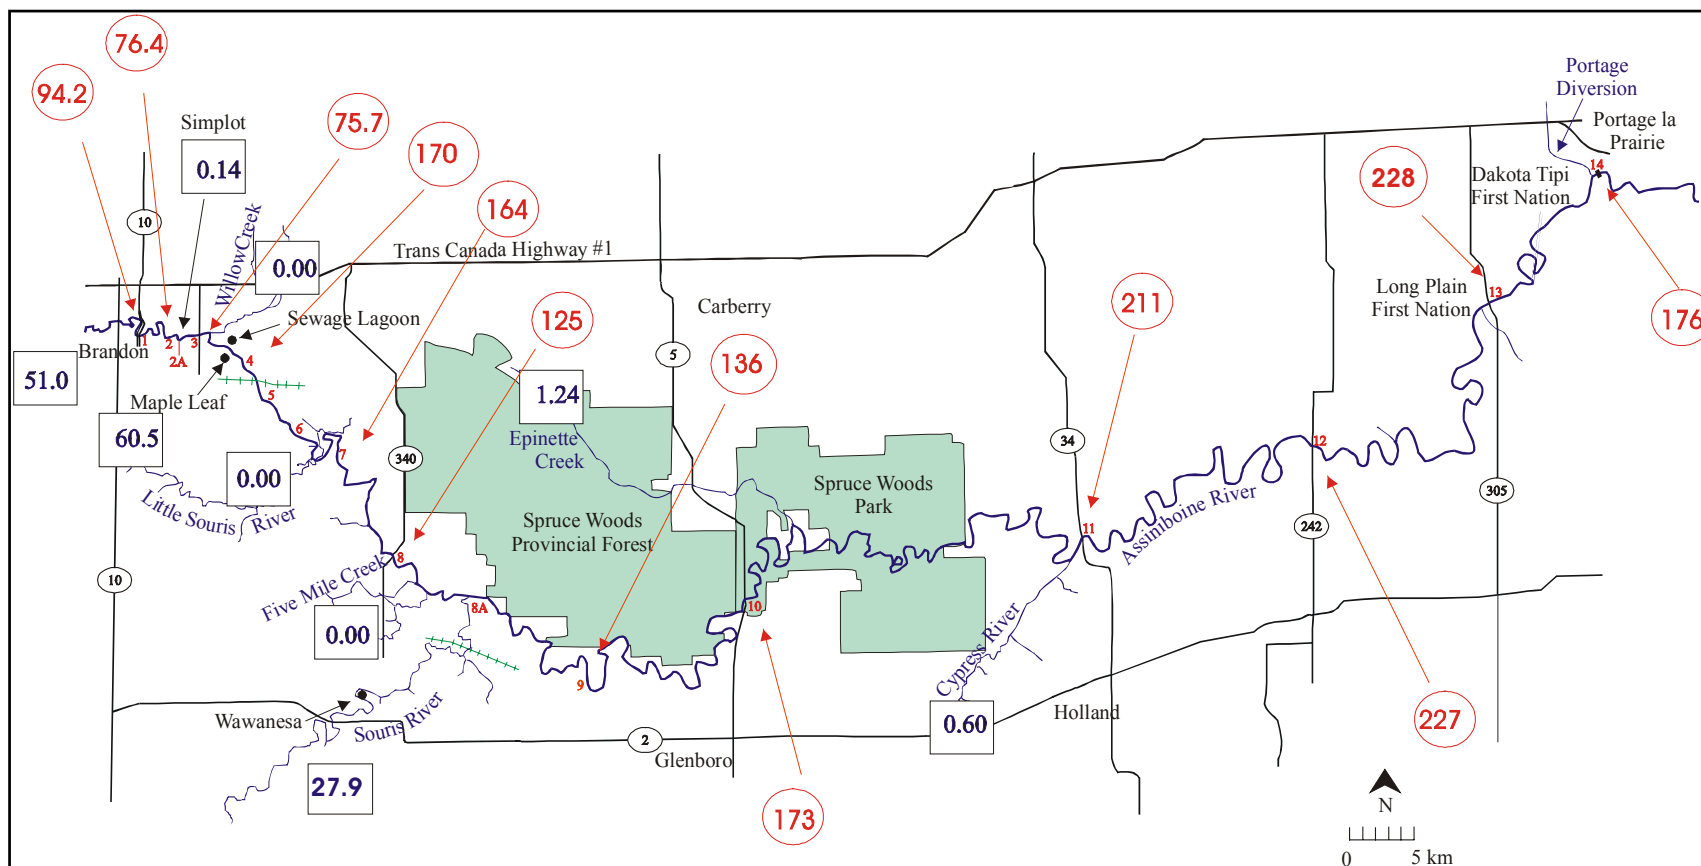 76.4
94.2
Simplot
75.7
170
0.14
164
10
WillowCreek
0.00
Trans Canada Highway #1
Portage
Diversion
Portage la
Prairie
228
Dakota Tipi
First Nation
14
176
Long Plain
First Nation
13
211
Carberry
125
Sewage Lagoon
1
2
3
2A
Brandon
4
51.0
Maple Leaf
5
136
5
1.24
60.5
6
7
Epinette
Creek
340
0.00
Little Souris River
34
12
Spruce Woods
Park
Assiniboine River
305
Spruce Woods
Provincial Forest
11
242
8
10
Five Mile Creek
8A
10
0.00
Cypress River
9
Wawanesa
Souris River
0.60
Holland
227
2
Glenboro
27.9
173
N
0 5 km